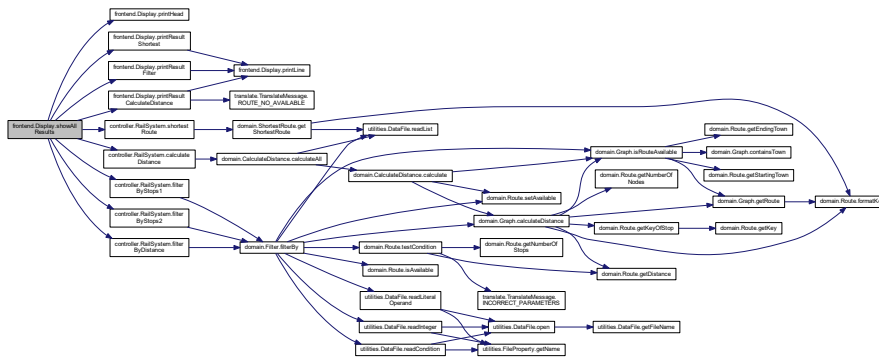 frontend.Display.printHead
frontend.Display.printResult
Shortest
frontend.Display.printResult
Filter
frontend.Display.printLine
frontend.Display.printResult
CalculateDistance
translate.TranslateMessage.
ROUTE_NO_AVAILABLE
frontend.Display.showAll
Results
controller.RailSystem.shortest
Route
domain.ShortestRoute.get
ShortestRoute
utilities.DataFile.readList
controller.RailSystem.calculate
Distance
domain.CalculateDistance.calculateAll
domain.CalculateDistance.calculate
controller.RailSystem.filter
ByStops1
controller.RailSystem.filter
ByStops2
controller.RailSystem.filter
ByDistance
domain.Filter.filterBy
domain.Route.setAvailable
domain.Graph.calculateDistance
domain.Route.testCondition
domain.Route.isAvailable
utilities.DataFile.readLiteral
Operand
utilities.DataFile.readInteger
utilities.DataFile.readCondition
domain.Route.getNumberOf
Stops
translate.TranslateMessage.
INCORRECT_PARAMETERS
utilities.DataFile.open
utilities.FileProperty.getName
utilities.DataFile.getFileName
domain.Graph.isRouteAvailable
domain.Route.getNumberOf
Nodes
domain.Route.getKeyOfStop
domain.Route.getDistance
domain.Route.getEndingTown
domain.Graph.containsTown
domain.Route.getStartingTown
domain.Graph.getRoute
domain.Route.getKey
domain.Route.formatKe